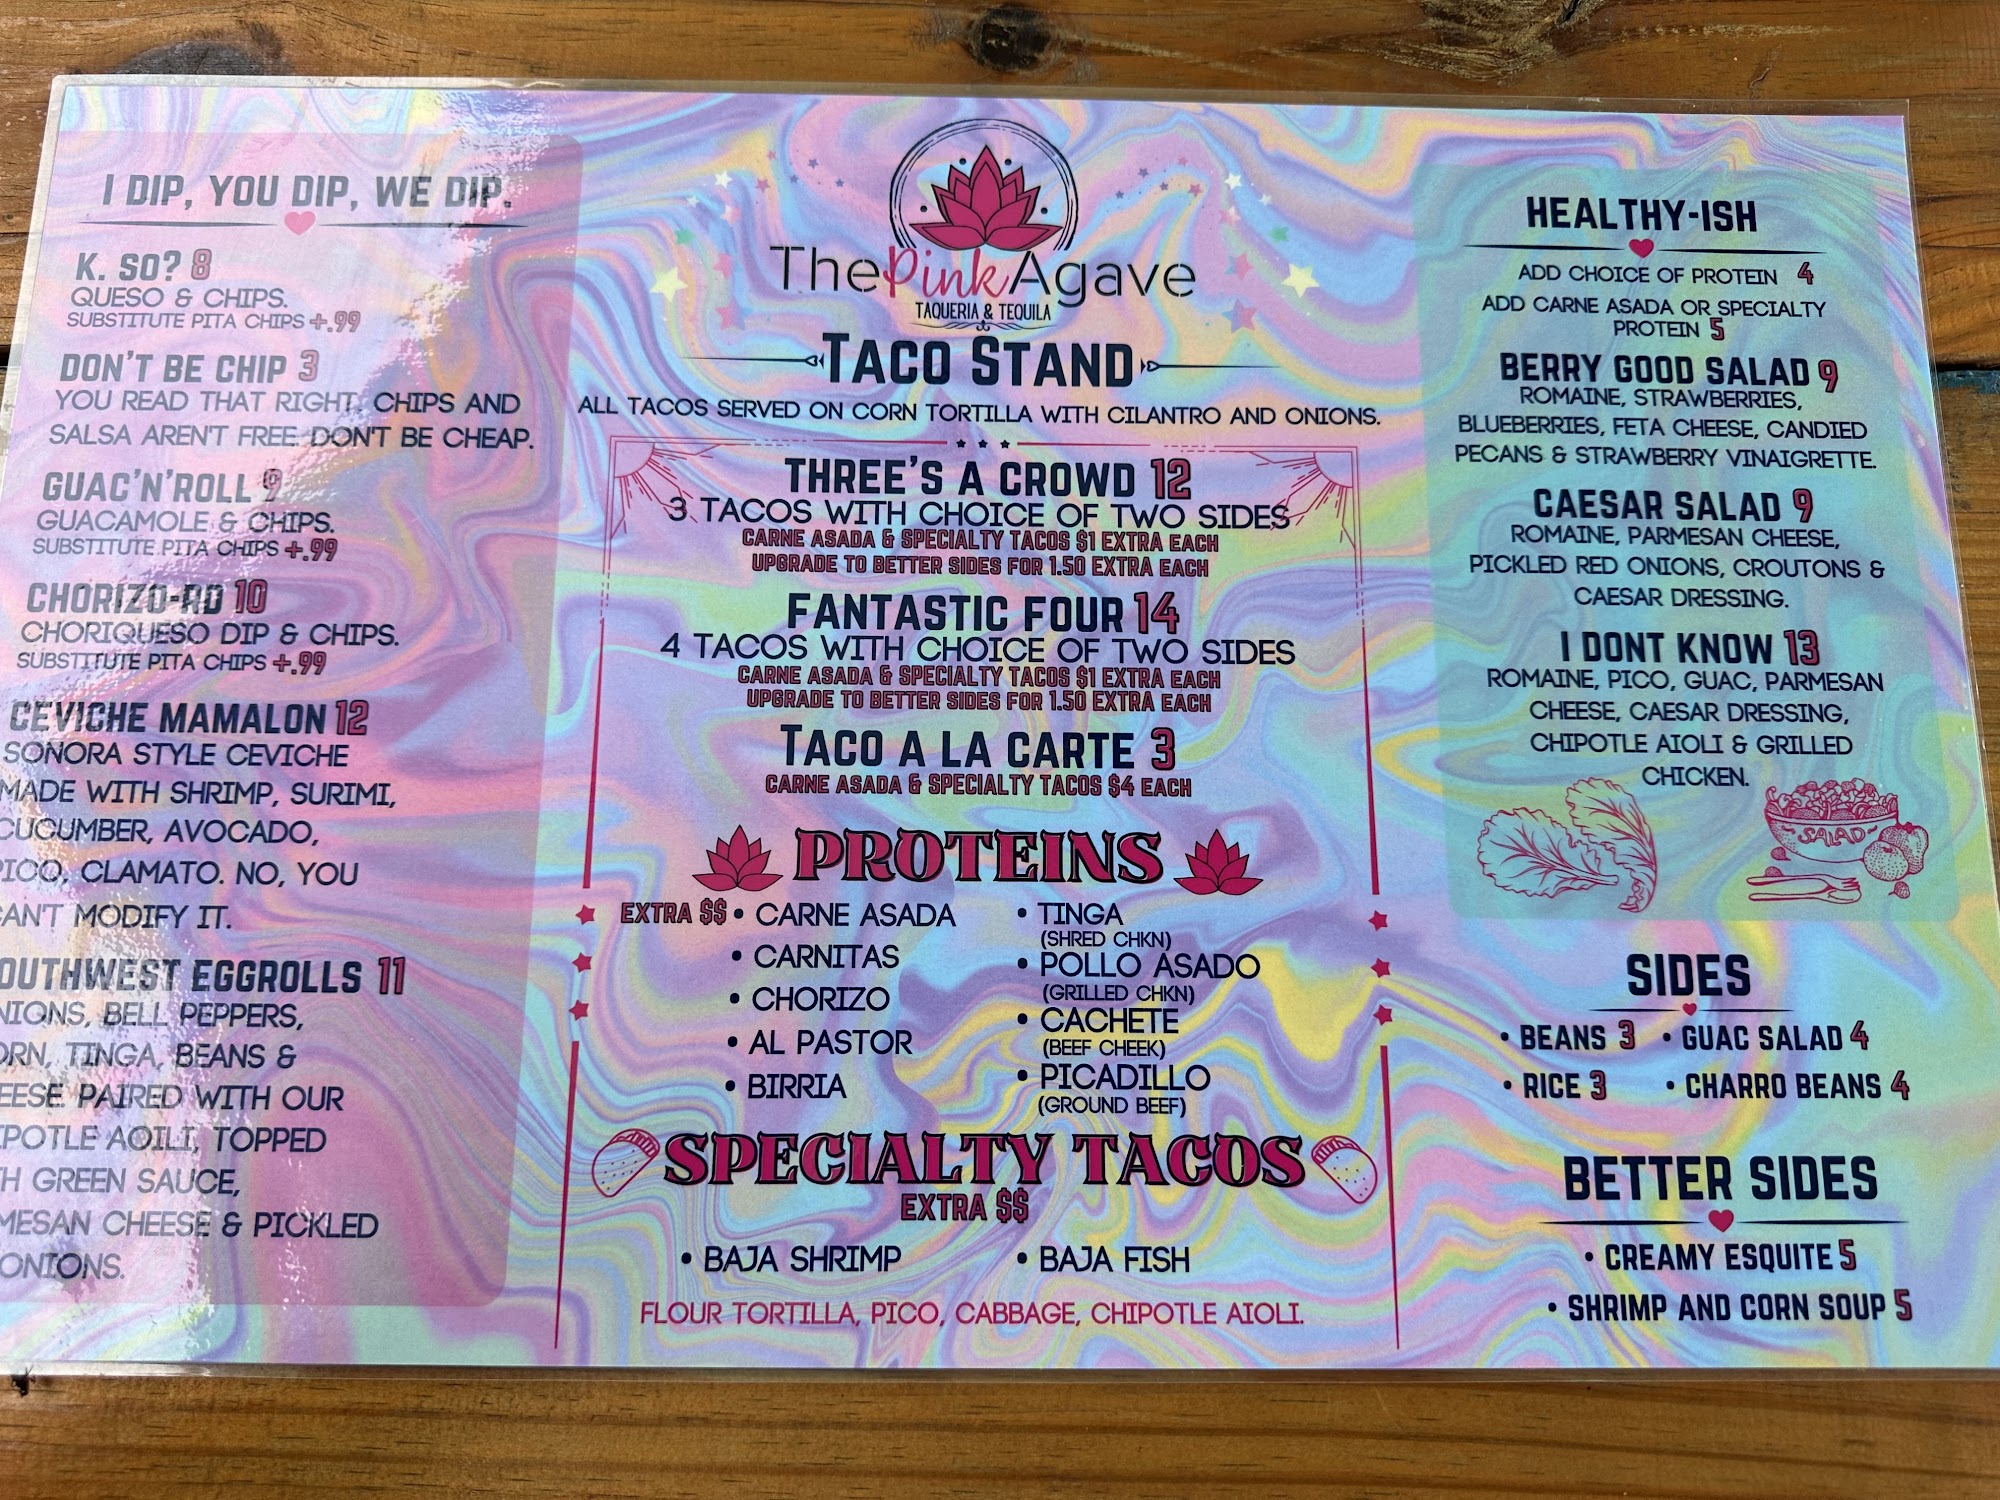 I DIP, YOU DIP, WE DIP.
K. SO? 8
QUESO & CHIPS.
SUBSTITUTE PITA CHIPS +.99
DON'T BE CHIP 3
YOU READ THAT RIGHT, CHIPS AND
SALSA AREN'T FREE. DON'T BE CHEAP.
GUAC'N'ROLL 9
GUACAMOLE & CHIPS.
SUBSTITUTE PITA CHIPS +.99
CHORIZO-RD 10
CHORIQUESO DIP & CHIPS.
SUBSTITUTE PITA CHIPS +.99
CEVICHE MAMALON 12
SONORA STYLE CEVICHE
MADE WITH SHRIMP, SURIMI,
CUCUMBER, AVOCADO,
PICO, CLAMATO. NO, YOU
CAN'T MODIFY IT.
OUTHWEST EGGROLLS 11
NIONS, BELL PEPPERS,
ORN, TINGA, BEANS &
EESE PAIRED WITH OUR
IPOTLE AOILI, TOPPED
TH GREEN SAUCE,
MESAN CHEESE & PICKLED
ONIONS.
The Pink Agave
TAQUERIA & TEQUILA
TACO STAND
ALL TACOS SERVED ON CORN TORTILLA WITH CILANTRO AND ONIONS.
THREE'S A CROWD 12
3 TACOS WITH CHOICE OF TWO SIDES
CARNE ASADA & SPECIALTY TACOS $1 EXTRA EACH
UPGRADE TO BETTER SIDES FOR 1.50 EXTRA EACH
FANTASTIC FOUR 14
4 TACOS WITH CHOICE OF TWO SIDES
CARNE ASADA & SPECIALTY TACOS $1 EXTRA EACH
UPGRADE TO BETTER SIDES FOR 1.50 EXTRA EACH
TACO A LA CARTE 3
CARNE ASADA & SPECIALTY TACOS $4 EACH
PROTEINS
EXTRA $$ • CARNE ASADA
• CARNITAS
• CHORIZO
• AL PASTOR
• BIRRIA
• TINGA
(SHRED CHKN)
• POLLO ASADO
(GRILLED CHKN)
• CACHETE
(BEEF CHEEK)
• PICADILLO
(GROUND BEEF)
SPECIALTY TACOS
EXTRA $$
• BAJA SHRIMP • BAJA FISH
FLOUR TORTILLA, PICO, CABBAGE, CHIPOTLE AIOLI.
HEALTHY-ISH
ADD CHOICE OF PROTEIN 4
ADD CARNE ASADA OR SPECIALTY
PROTEIN 5
BERRY GOOD SALAD 9
ROMAINE, STRAWBERRIES,
BLUEBERRIES, FETA CHEESE, CANDIED
PECANS & STRAWBERRY VINAIGRETTE.
CAESAR SALAD 9
ROMAINE, PARMESAN CHEESE,
PICKLED RED ONIONS, CROUTONS &
CAESAR DRESSING.
I DONT KNOW 13
ROMAINE, PICO, GUAC, PARMESAN
CHEESE, CAESAR DRESSING,
CHIPOTLE AIOLI & GRILLED
CHICKEN.
SALAD
SIDES
• BEANS 3 • GUAC SALAD 4
• RICE 3 • CHARRO BEANS 4
BETTER SIDES
• CREAMY ESQUITE 5
• SHRIMP AND CORN SOUP 5